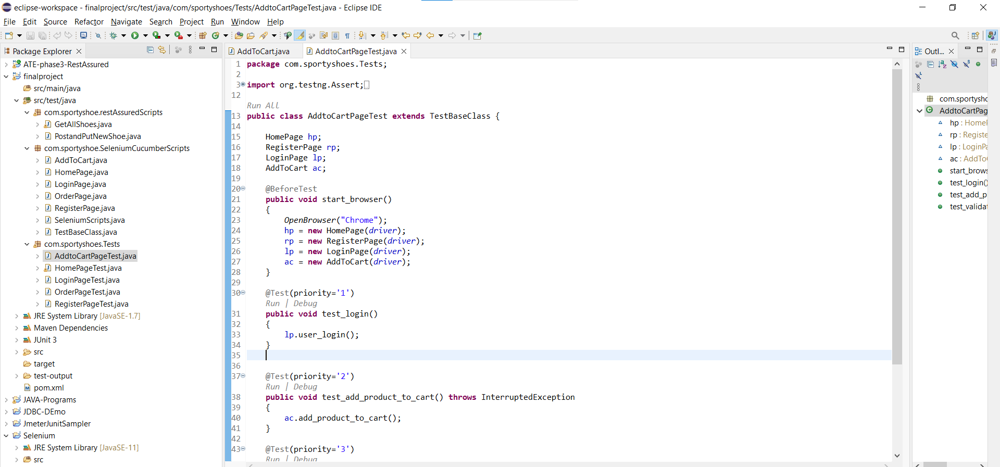 eclipse-workspace - finalproject/src/test/java/com/sportyshoes/Tests/AddtoCartPageTest.java - Eclipse IDE
File Edit Source Refactor Navigate Search Project Run Window Help
Package Explorer
ATE-phase3-RestAssured
finalproject
src/main/java
src/test/java
com.sportyshoe.restAssuredScripts
GetAllShoes.java
PostandPutNewShoe.java
com.sportyshoe.SeleniumCucumberScripts
AddToCart.java
HomePage.java
LoginPage.java
OrderPage.java
RegisterPage.java
SeleniumScripts.java
TestBaseClass.java
com.sportyshoes.Tests
AddtoCartPageTest.java
HomePageTest.java
LoginPageTest.java
OrderPageTest.java
RegisterPageTest.java
JRE System Library [JavaSE-1.7]
Maven Dependencies
JUnit 3
src
target
test-output
pom.xml
JAVA-Programs
JDBC-DEmo
JmeterJunitSampler
Selenium
JRE System Library [JavaSE-11]
src
AddToCart.java AddtoCartPageTest.java
1 package com.sportyshoes.Tests;
2
3 import org.testng.Assert;
12
Run All
13 public class AddtoCartPageTest extends TestBaseClass {
14
15 HomePage hp;
16 RegisterPage rp;
17 LoginPage lp;
18 AddToCart ac;
19
20 @BeforeTest
21 public void start_browser()
22 {
23 OpenBrowser("Chrome");
24 hp = new HomePage(driver);
25 rp = new RegisterPage(driver);
26 lp = new LoginPage(driver);
27 ac = new AddToCart(driver);
28 }
29
30 @Test(priority='1')
Run | Debug
31 public void test_login()
32 {
33 lp.user_login();
34 }
35
36
37 @Test(priority='2')
Run | Debug
38 public void test_add_product_to_cart() throws InterruptedException
39 {
40 ac.add_product_to_cart();
41 }
42
43 @Test(priority='3')
Run | Debug
Outl...
com.sportysho
AddtoCartPag
hp : HomeP
rp : Registe
lp : LoginPa
ac : AddTo
start_brows
test_login()
test_add_p
test_valida